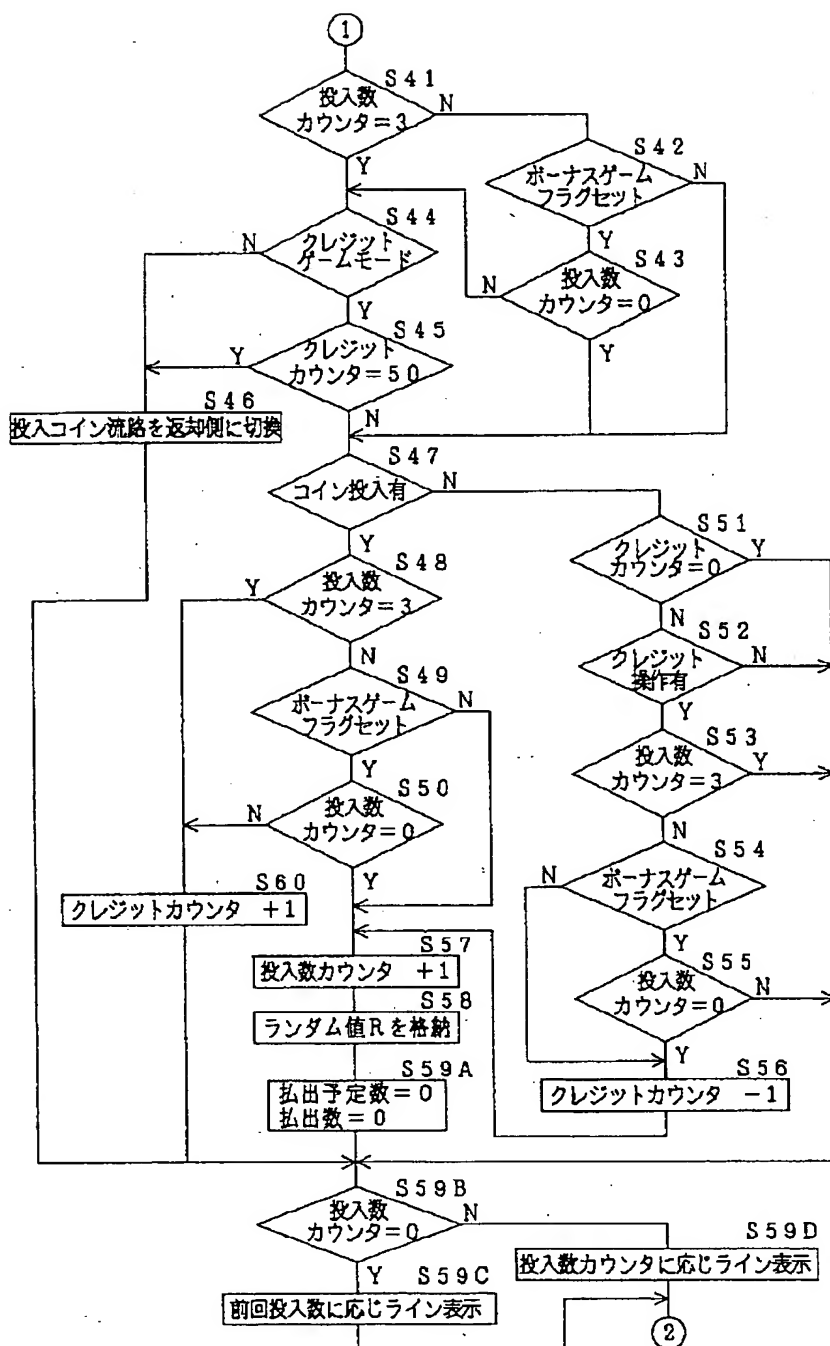 1
S41
投入数
カウンタ=3
N
Y
S42
ボーナスゲーム
フラグセット
N
Y
S43
投入数
カウンタ=0
N
Y
S44
クレジット
ゲームモード
N
Y
S45
クレジット
カウンタ=50
Y
N
S46
投入コイン流路を返却側に切換
S47
コイン投入有
N
Y
S48
投入数
カウンタ=3
Y
N
S49
ボーナスゲーム
フラグセット
N
Y
S50
投入数
カウンタ=0
N
Y
S60
クレジットカウンタ +1
S51
クレジット
カウンタ=0
Y
N
S52
クレジット
操作有
N
Y
S53
投入数
カウンタ=3
Y
N
S54
ボーナスゲーム
フラグセット
N
Y
S55
投入数
カウンタ=0
N
Y
S56
クレジットカウンタ -1
S57
投入数カウンタ +1
S58
ランダム値Rを格納
S59A
払出予定数=0
払出数=0
S59B
投入数
カウンタ=0
N
Y
S59C
前回投入数に応じライン表示
S59D
投入数カウンタに応じライン表示
2